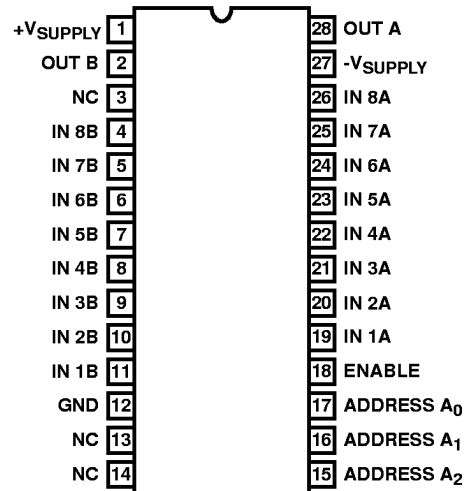 +VSUPPLY 1 28 OUT A
OUT B 2 27 -VSUPPLY
NC 3 26 IN 8A
IN 8B 4 25 IN 7A
IN 7B 5 24 IN 6A
IN 6B 6 23 IN 5A
IN 5B 7 22 IN 4A
IN 4B 8 21 IN 3A
IN 3B 9 20 IN 2A
IN 2B 10 19 IN 1A
IN 1B 11 18 ENABLE
GND 12 17 ADDRESS A0
NC 13 16 ADDRESS A1
NC 14 15 ADDRESS A2